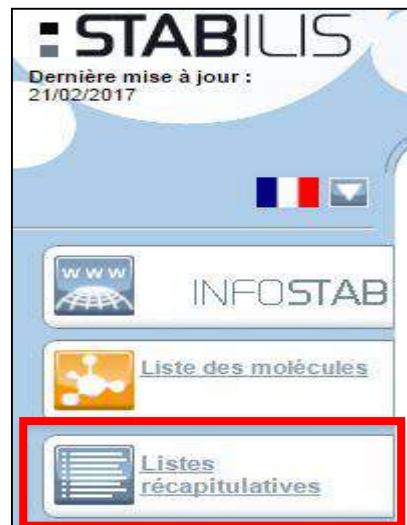 STABILIS
Dernière mise à jour :
21/02/2017
www
INFOSTAB
Liste des molécules
Listes
récapitulatives